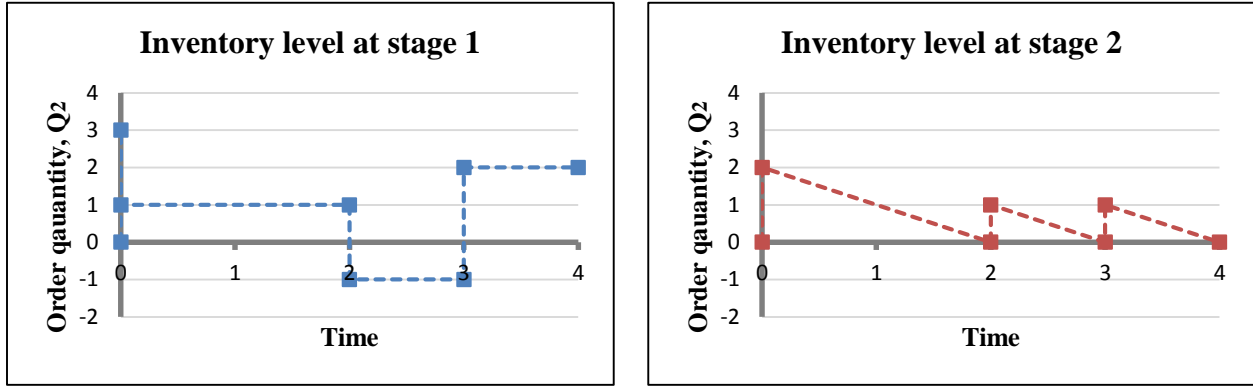 Inventory level at stage 1
Order qauantity, Q2
4
3
2
1
0
-1
-2
0 1 2 3 4
Time
Inventory level at stage 2
Order qauantity, Q2
4
3
2
1
0
-1
-2
0 1 2 3 4
Time